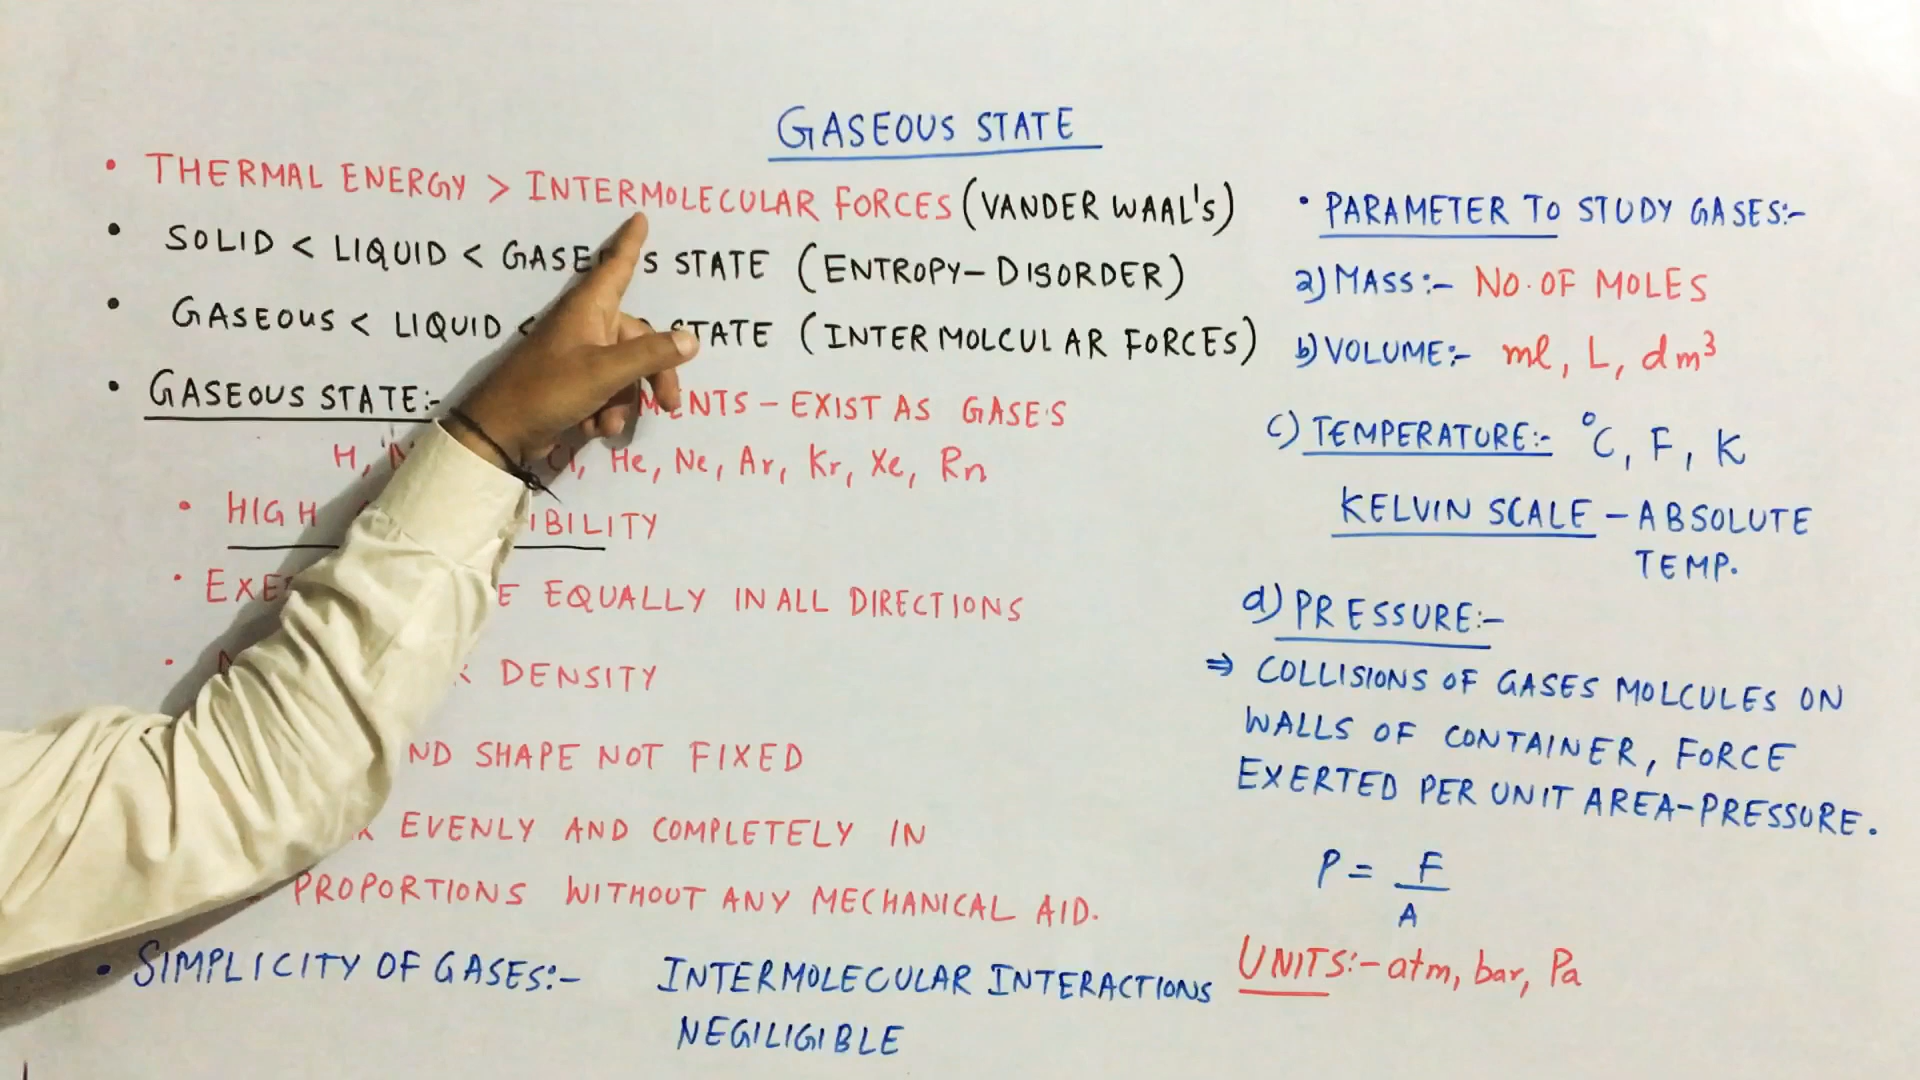 GASEOUS STATE
• THERMAL ENERGY > INTERMOLECULAR FORCES (VANDER WAAL'S)
• SOLID < LIQUID < GASE S STATE (ENTROPY-DISORDER)
• GASEOUS < LIQUID < STATE (INTERMOLCULAR FORCES)
• GASEOUS STATE:- MENTS - EXIST AS GASES
H, Cl, He, Ne, Ar, Kr, Xe, Rn
• HIGH IBILITY
• EXE E EQUALLY IN ALL DIRECTIONS
• DENSITY
ND SHAPE NOT FIXED
EVENLY AND COMPLETELY IN
PROPORTIONS WITHOUT ANY MECHANICAL AID.
• SIMPLICITY OF GASES:- INTERMOLECULAR INTERACTIONS
NEGILIGIBLE
• PARAMETER TO STUDY GASES:-
a) MASS:- NO. OF MOLES
b) VOLUME:- ml, L, dm³
c) TEMPERATURE:- °C, F, K
KELVIN SCALE - ABSOLUTE
TEMP.
d) PRESSURE:-
⇒ COLLISIONS OF GASES MOLCULES ON
WALLS OF CONTAINER, FORCE
EXERTED PER UNIT AREA-PRESSURE.
P = F
A
UNITS:- atm, bar, Pa